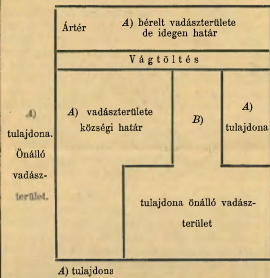 Ártér
A) bérelt vadászterülete
de idegen határ
Vágtöltés
A)
tulajdona.
Önálló
vadász-
terület.
A) vadászterülete
községi határ
B)
A)
tulajdona
tulajdona önálló vadász-
terület
A) tulajdona